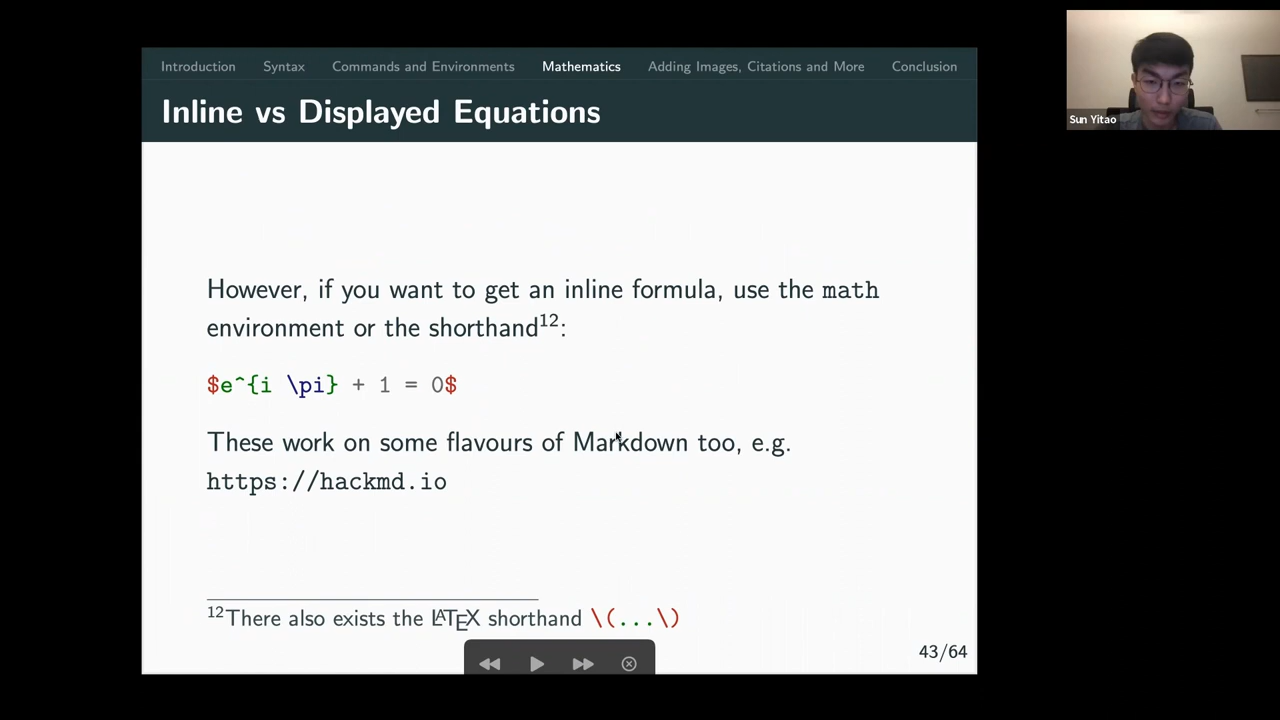 Introduction Syntax Commands and Environments Mathematics Adding Images, Citations and More Conclusion
Inline vs Displayed Equations
However, if you want to get an inline formula, use the math
environment or the shorthand12:
$e^{i \pi} + 1 = 0$
These work on some flavours of Markdown too, e.g.
https://hackmd.io
12There also exists the LATEX shorthand \(...\)
43/64
Sun Yitao